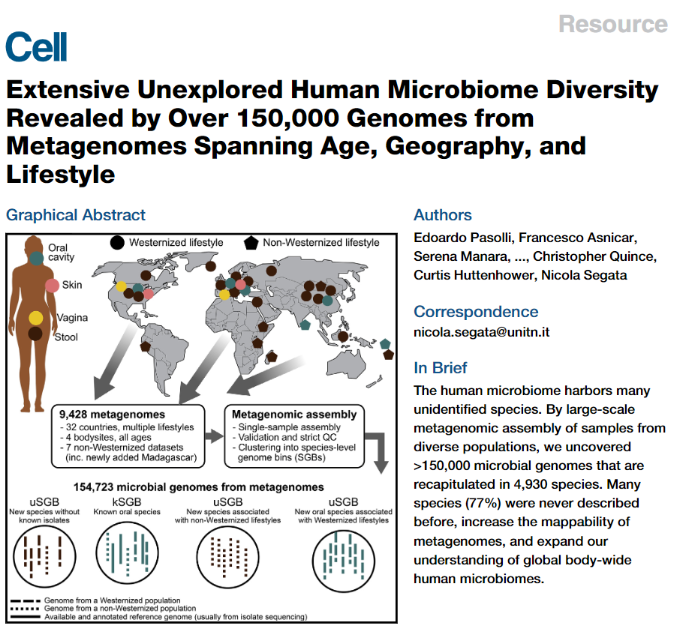 Resource
Cell
Extensive Unexplored Human Microbiome Diversity
Revealed by Over 150,000 Genomes from
Metagenomes Spanning Age, Geography, and
Lifestyle
Graphical Abstract
Oral
cavity
Skin
Vagina
Stool
Westernized lifestyle
Non-Westernized lifestyle
9,428 metagenomes
- 32 countries, multiple lifestyles
- 4 bodysites, all ages
- 7 non-Westernized datasets
(inc. newly added Madagascar)
Metagenomic assembly
- Single-sample assembly
- Validation and strict QC
- Clustering into species-level
genome bins (SGBs)
154,723 microbial genomes from metagenomes
uSGB
New species without
known isolates
kSGB
Known oral species
uSGB
New species associated
with non-Westernized lifestyles
uSGB
New oral species associated
with Westernized lifestyles
Genome from a Westernized population
Genome from a non-Westernized population
Available and annotated reference genome (usually from isolate sequencing)
Authors
Edoardo Pasolli, Francesco Asnicar,
Serena Manara, ..., Christopher Quince,
Curtis Huttenhower, Nicola Segata
Correspondence
nicola.segata@unitn.it
In Brief
The human microbiome harbors many
unidentified species. By large-scale
metagenomic assembly of samples from
diverse populations, we uncovered
>150,000 microbial genomes that are
recapitulated in 4,930 species. Many
species (77%) were never described
before, increase the mappability of
metagenomes, and expand our
understanding of global body-wide
human microbiomes.